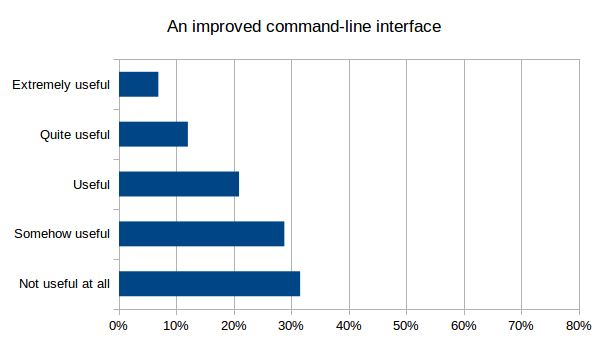 An improved command-line interface
Extremely useful
Quite useful
Useful
Somehow useful
Not useful at all
0% 10% 20% 30% 40% 50% 60% 70% 80%